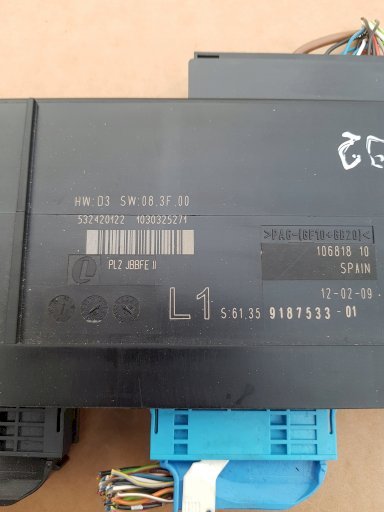 HW:D3 SW:08.3F.00
532420122 1030325271
PL2 JBBFE II
>PAG-(GF10+GB20)<
106818 10
SPAIN
12-02-09
L1 S:61.35 9187533-01